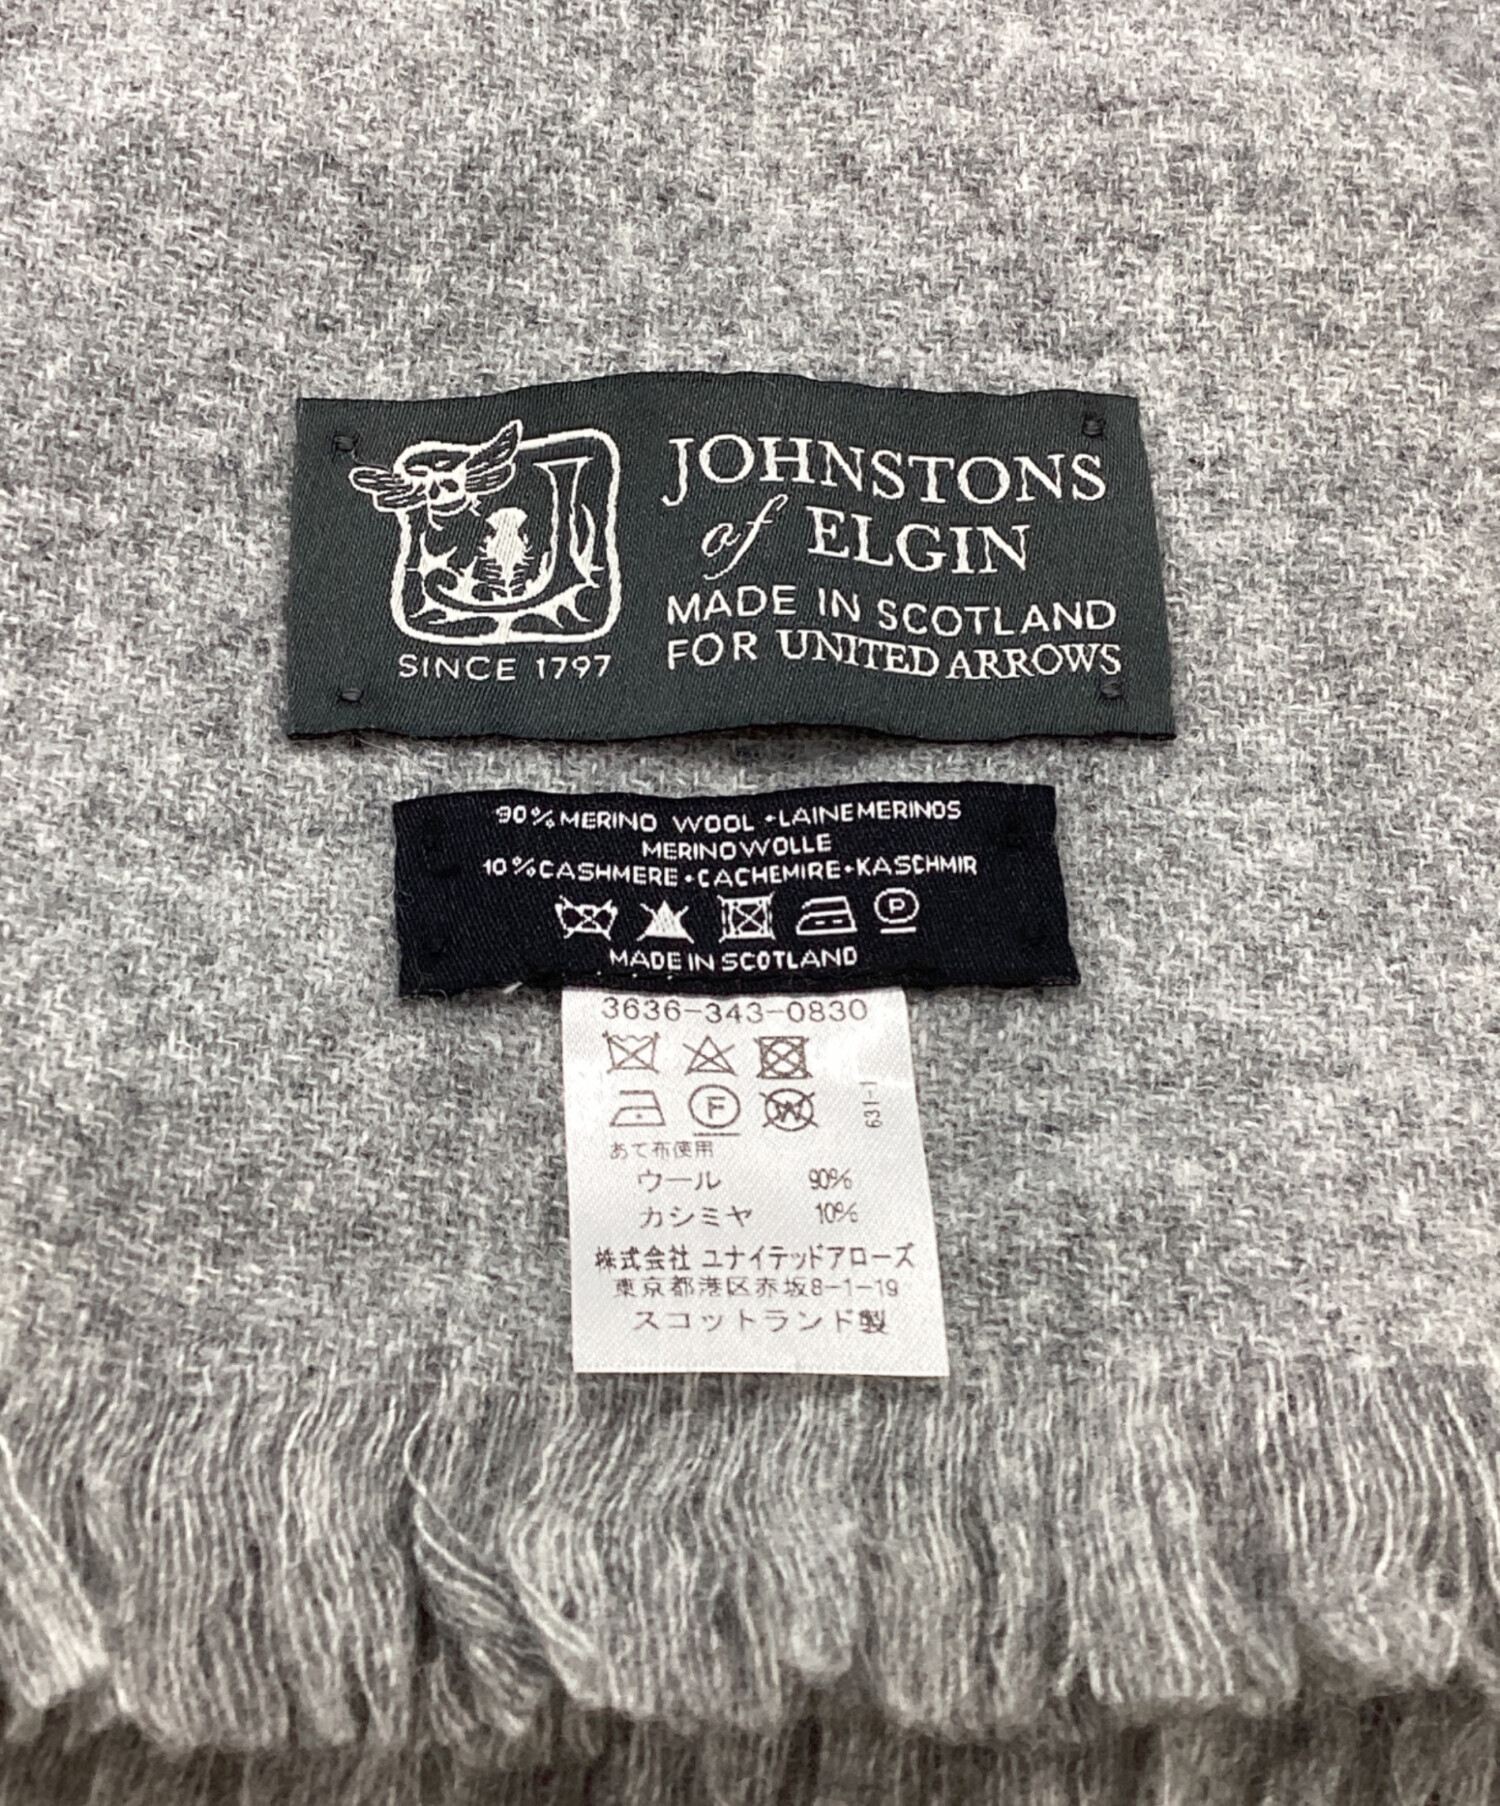 JOHNSTONS
of ELGIN
MADE IN SCOTLAND
FOR UNITED ARROWS
SINCE 1797
90% MERINO WOOL • LAINE MERINOS
MERINOWOLLE
10% CASHMERE • CACHEMIRE • KASCHMIR
P
MADE IN SCOTLAND
3636-343-0830
F W
631-1
あて布使用
ウール 90%
カシミヤ 10%
株式会社 ユナイテッドアローズ
東京都港区赤坂8-1-19
スコットランド製